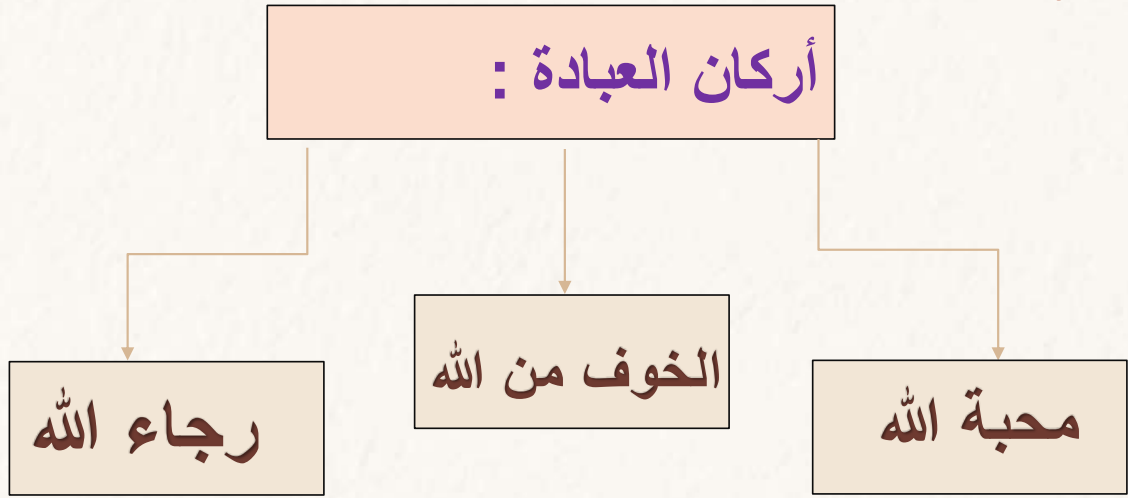 أركان العبادة :
محبة الله
الخوف من الله
رجاء الله